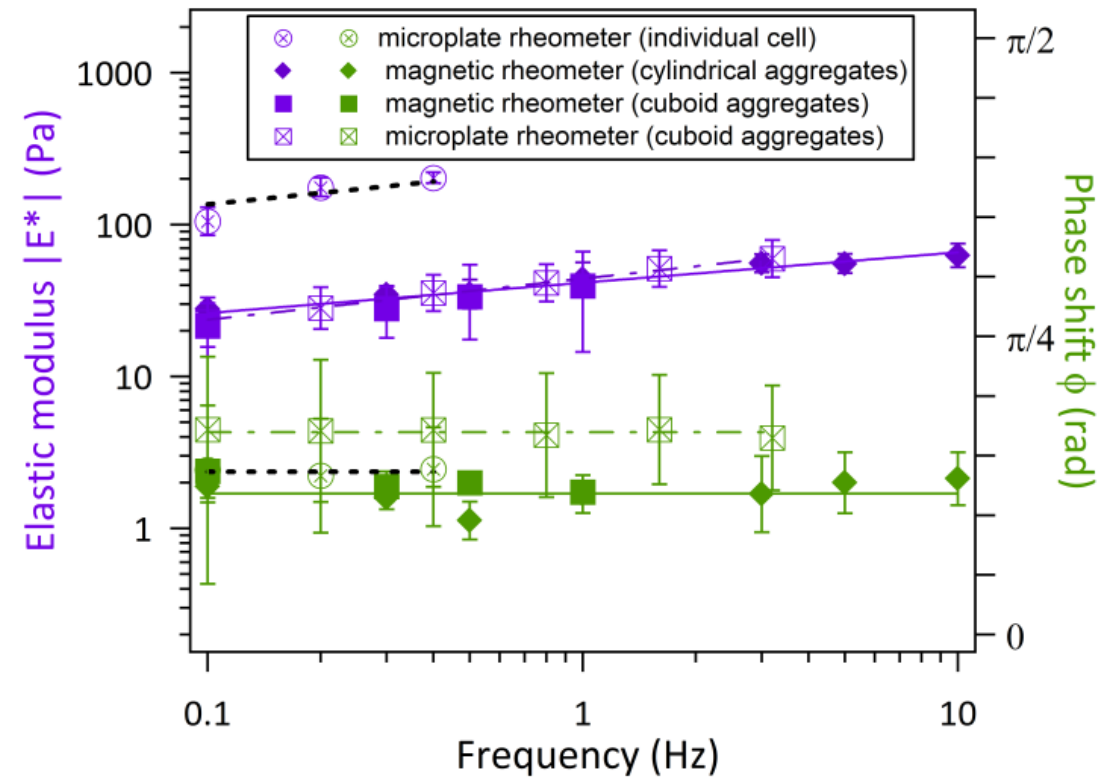 microplate rheometer (individual cell)
magnetic rheometer (cylindrical aggregates)
magnetic rheometer (cuboid aggregates)
microplate rheometer (cuboid aggregates)
Elastic modulus |E*| (Pa)
1000
100
10
1
π/2
π/4
0
Phase shift ϕ (rad)
0.1
1
10
Frequency (Hz)